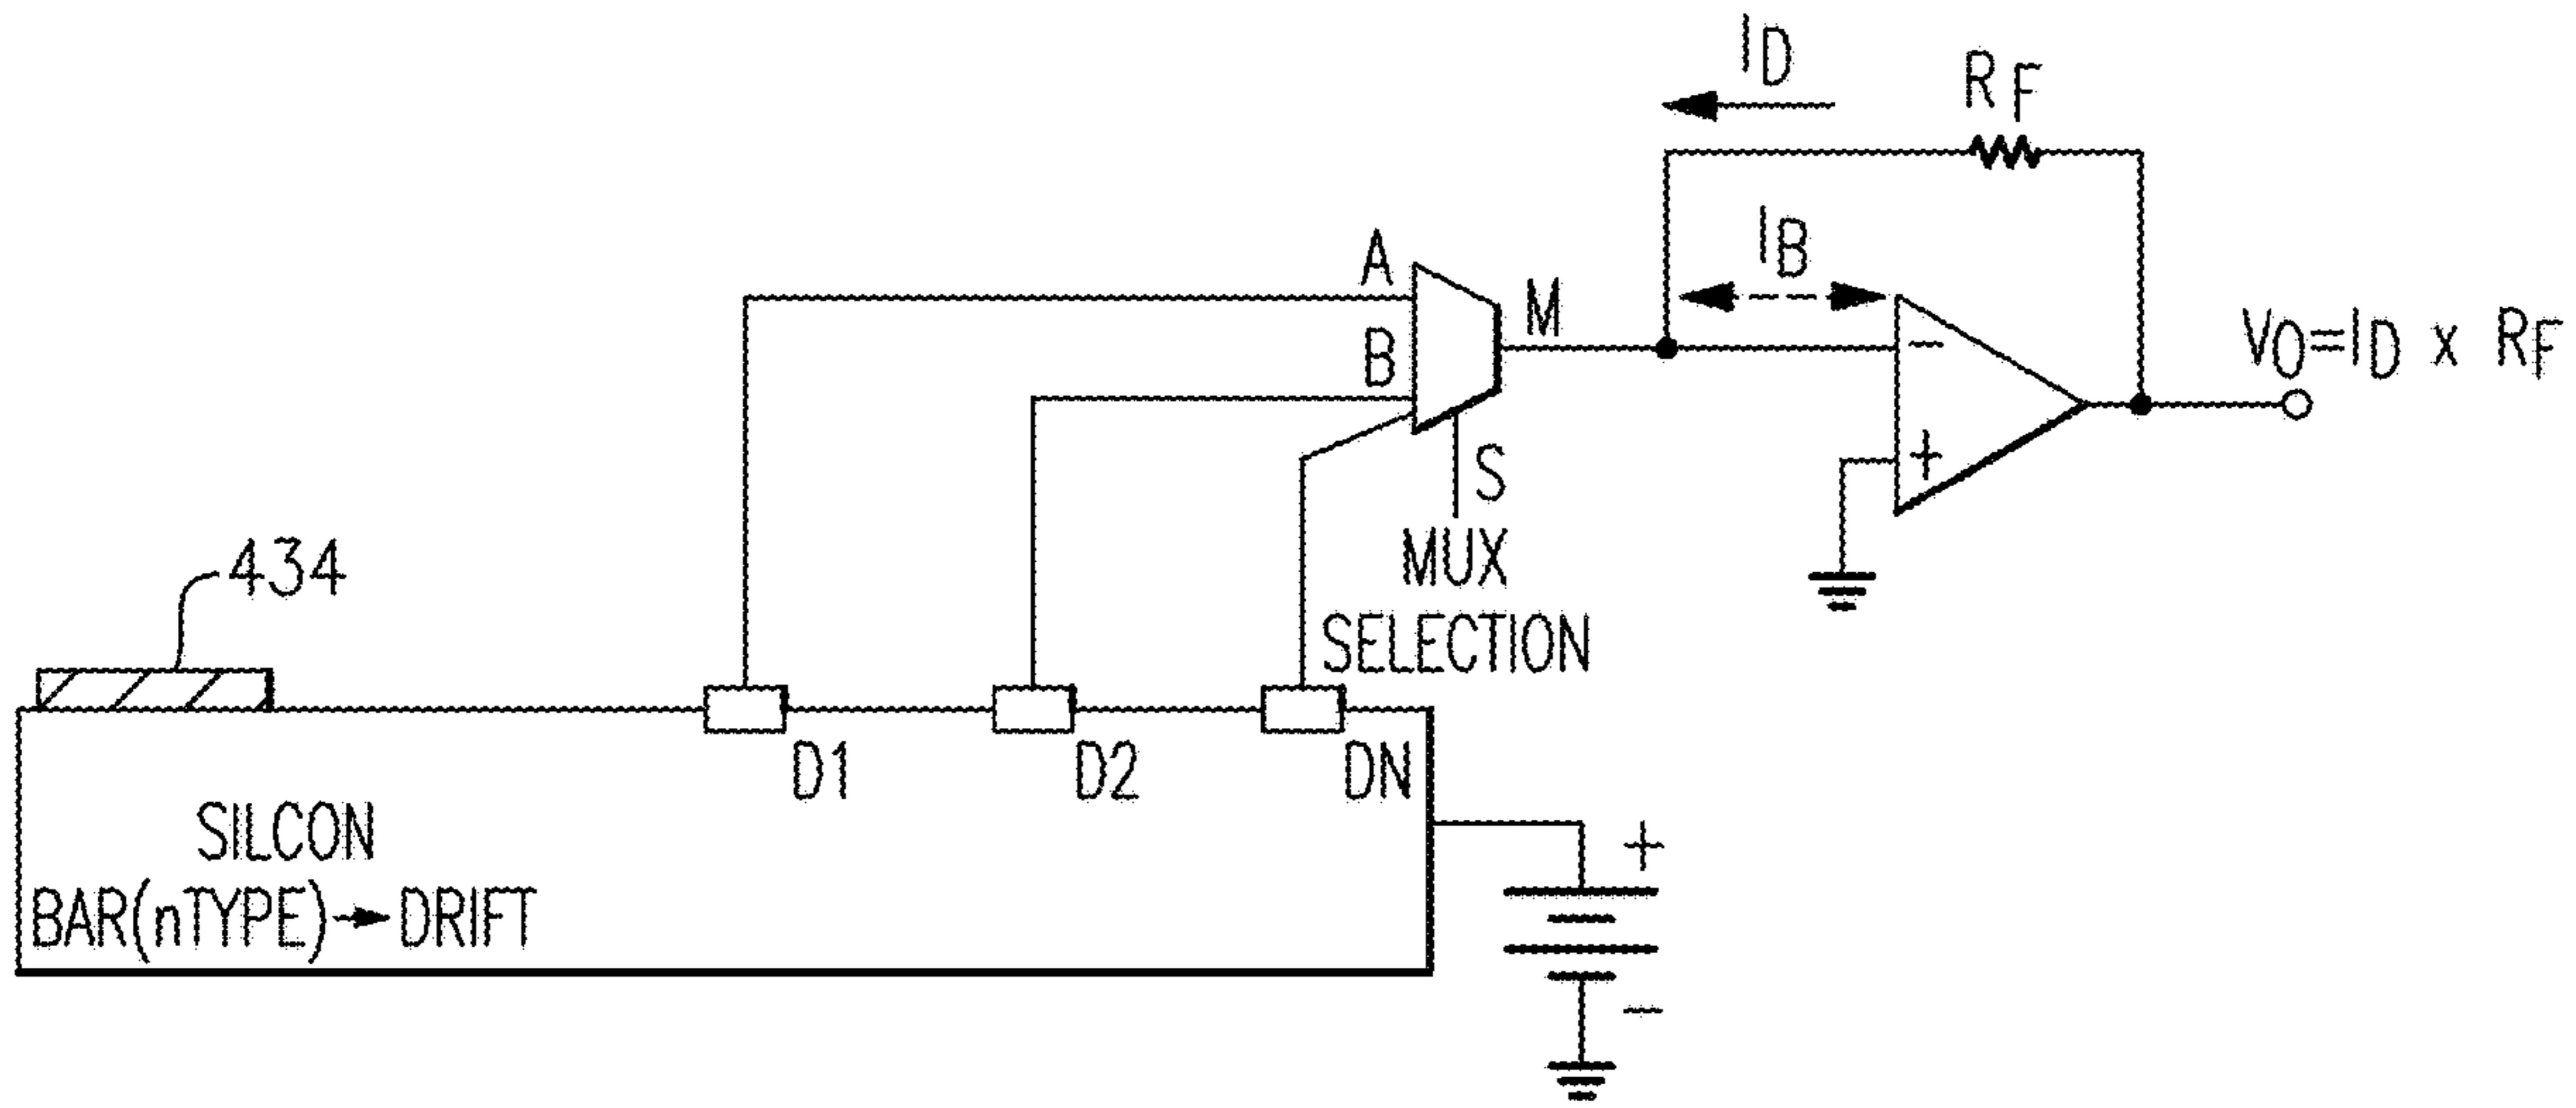 ID
RF
IB
A
B
M
−
+
VO=ID x RF
S
MUX
SELECTION
434
D1
D2
DN
SILCON
BAR(nTYPE)→DRIFT
+
−